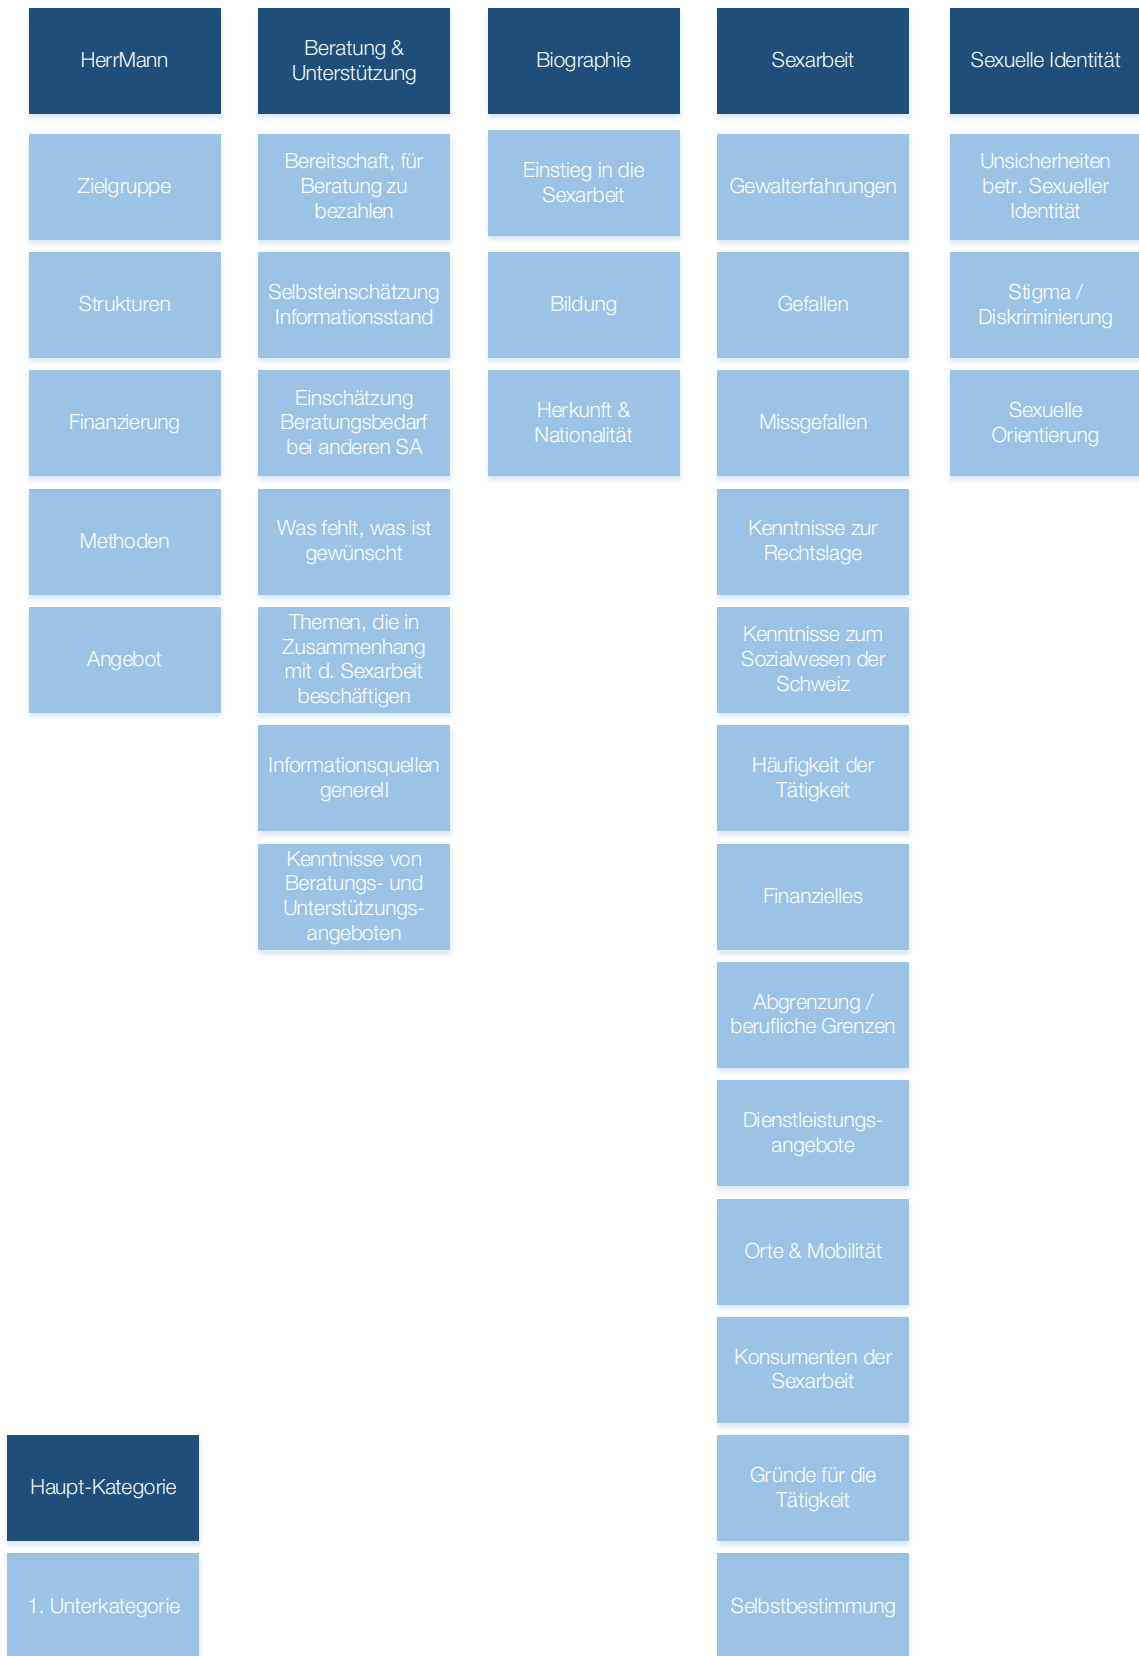 HerrMann
Zielgruppe
Strukturen
Finanzierung
Methoden
Angebot
Beratung &
Unterstützung
Bereitschaft, für
Beratung zu
bezahlen
Selbsteinschätzung
Informationsstand
Einschätzung
Beratungsbedarf
bei anderen SA
Was fehlt, was ist
gewünscht
Themen, die in
Zusammenhang
mit d. Sexarbeit
beschäftigen
Informationsquellen
generell
Kenntnisse von
Beratungs- und
Unterstützungs-
angeboten
Biographie
Einstieg in die
Sexarbeit
Bildung
Herkunft &
Nationalität
Sexarbeit
Gewalterfahrungen
Gefallen
Missgefallen
Kenntnisse zur
Rechtslage
Kenntnisse zum
Sozialwesen der
Schweiz
Häufigkeit der
Tätigkeit
Finanzielles
Abgrenzung /
berufliche Grenzen
Dienstleistungs-
angebote
Orte & Mobilität
Konsumenten der
Sexarbeit
Gründe für die
Tätigkeit
Selbstbestimmung
Sexuelle Identität
Unsicherheiten
betr. Sexueller
Identität
Stigma /
Diskriminierung
Sexuelle
Orientierung
Haupt-Kategorie
1. Unterkategorie